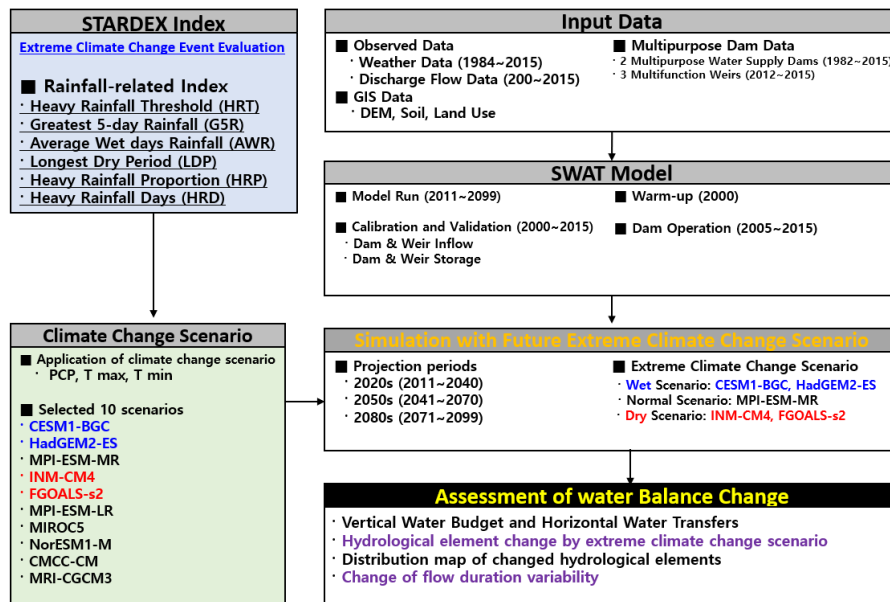 STARDEX Index
Extreme Climate Change Event Evaluation
■ Rainfall-related Index
· Heavy Rainfall Threshold (HRT)
· Greatest 5-day Rainfall (G5R)
· Average Wet days Rainfall (AWR)
· Longest Dry Period (LDP)
· Heavy Rainfall Proportion (HRP)
· Heavy Rainfall Days (HRD)
Input Data
■ Observed Data
· Weather Data (1984~2015)
· Discharge Flow Data (200~2015)
■ GIS Data
· DEM, Soil, Land Use
■ Multipurpose Dam Data
· 2 Multipurpose Water Supply Dams (1982~2015)
· 3 Multifunction Weirs (2012~2015)
SWAT Model
■ Model Run (2011~2099)
■ Warm-up (2000)
■ Calibration and Validation (2000~2015)
· Dam & Weir Inflow
· Dam & Weir Storage
■ Dam Operation (2005~2015)
Climate Change Scenario
■ Application of climate change scenario
· PCP, T max, T min
■ Selected 10 scenarios
· CESM1-BGC
· HadGEM2-ES
· MPI-ESM-MR
· INM-CM4
· FGOALS-s2
· MPI-ESM-LR
· MIROC5
· NorESM1-M
· CMCC-CM
· MRI-CGCM3
Simulation with Future Extreme Climate Change Scenario
■ Projection periods
· 2020s (2011~2040)
· 2050s (2041~2070)
· 2080s (2071~2099)
■ Extreme Climate Change Scenario
· Wet Scenario: CESM1-BGC, HadGEM2-ES
· Normal Scenario: MPI-ESM-MR
· Dry Scenario: INM-CM4, FGOALS-s2
Assessment of water Balance Change
· Vertical Water Budget and Horizontal Water Transfers
· Hydrological element change by extreme climate change scenario
· Distribution map of changed hydrological elements
· Change of flow duration variability